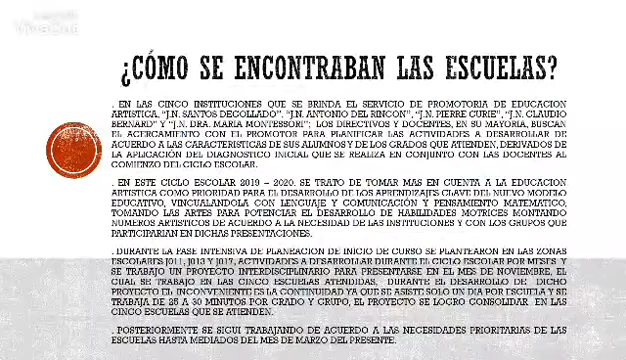 ¿CÓMO SE ENCONTRABAN LAS ESCUELAS?
. EN LAS CINCO INSTITUCIONES QUE SE BRINDA EL SERVICIO DE PROMOTORIA DE EDUCACION
ARTISTICA, "J.N. SANTOS DEGOLLADO". "J.N. ANTONIO DEL RINCON", "J.N. PIERRE CURIE", "J.N. CLAUDIO
BERNARD" Y "J.N. DRA. MARIA MONTESSORI"; LOS DIRECTIVOS Y DOCENTES, EN SU MAYORIA, BUSCAN
EL ACERCAMIENTO CON EL PROMOTOR PARA PLANIFICAR LAS ACTIVIDADES A DESARROLLAR DE
ACUERDO A LAS CARACTERISTICAS DE SUS ALUMNOS Y DE LOS GRADOS QUE ATIENDEN, DERIVADOS DE
LA APLICACIÓN DEL DIAGNOSTICO INICIAL QUE SE REALIZA EN CONJUNTO CON LAS DOCENTES AL
COMIENZO DEL CICLO ESCOLAR.
. EN ESTE CICLO ESCOLAR 2019 – 2020. SE TRATO DE TOMAR MAS EN CUENTA A LA EDUCACION
ARTISTICA COMO PRIORIDAD PARA EL DESARROLLO DE LOS APRENDIZAJES CLAVE DEL NUEVO MODELO
EDUCATIVO, VINCUALANDOLA CON LENGUAJE Y COMUNICACIÓN Y PENSAMIENTO MATEMATICO,
TOMANDO LAS ARTES PARA POTENCIAR EL DESARROLLO DE HABILIDADES MOTRICES MONTANDO
NUMEROS ARTISTICOS DE ACUERDO A LA NECESIDAD DE LAS INSTITUCIONES Y CON LOS GRUPOS QUE
PARTICIPARIAN EN DICHAS PRESENTACIONES.
. DURANTE LA FASE INTENSIVA DE PLANEACION DE INICIO DE CURSO SE PLANTEARON EN LAS ZONAS
ESCOLARES J011, J013 Y J017, ACTIVIDADES A DESARROLLAR DURANTE EL CICLO ESCOLAR POR MESES Y
SE TRABAJO UN PROYECTO INTERDISCIPLINARIO PARA PRESENTARSE EN EL MES DE NOVIEMBRE, EL
CUAL SE TRABAJO EN LAS CINCO ESCUELAS ATENDIDAS, DURANTE EL DESARROLLO DE DICHO
PROYECTO EL INCONVENIENTE ES LA CONTINUIDAD YA QUE SE ASISTE SOLO UN DIA POR ESCUELA Y SE
TRABAJA DE 25 A 30 MINUTOS POR GRADO Y GRUPO, EL PROYECTO SE LOGRO CONSOLIDAR EN LAS
CINCO ESCUELAS QUE SE ATIENDEN.
. POSTERIORMENTE SE SIGUI TRABAJANDO DE ACUERDO A LAS NECESIDADES PRIORITARIAS DE LAS
ESCUELAS HASTA MEDIADOS DEL MES DE MARZO DEL PRESENTE.